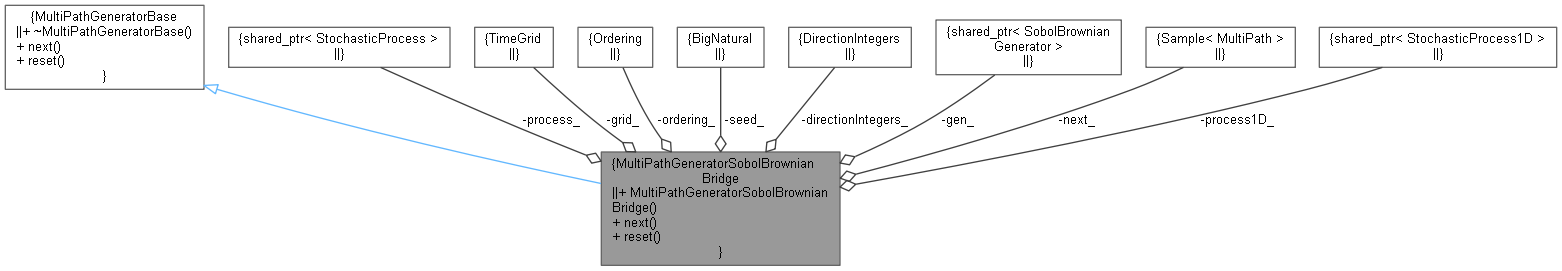 {MultiPathGeneratorBase
||+ ~MultiPathGeneratorBase()
+ next()
+ reset()
}
{shared_ptr< StochasticProcess >
||}
{TimeGrid
||}
{Ordering
||}
{BigNatural
||}
{DirectionIntegers
||}
{shared_ptr< SobolBrownian
Generator >
||}
{Sample< MultiPath >
||}
{shared_ptr< StochasticProcess1D >
||}
-process_
-grid_
-ordering_
-seed_
-directionIntegers_
-gen_
-next_
-process1D_
{MultiPathGeneratorSobolBrownian
Bridge
||+ MultiPathGeneratorSobolBrownian
Bridge()
+ next()
+ reset()
}